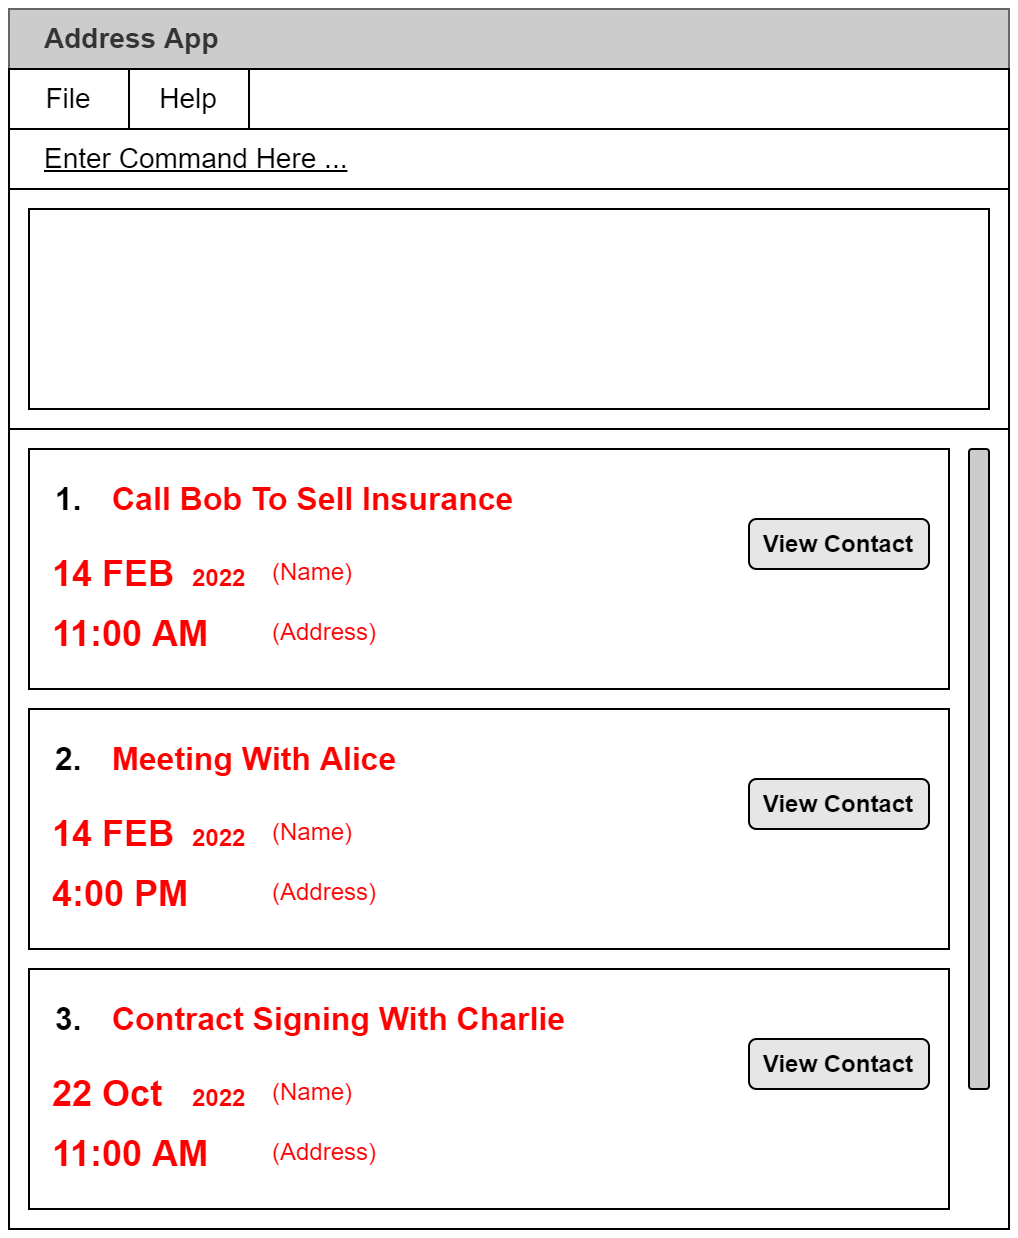 Address App
File Help
Enter Command Here ...
1. Call Bob To Sell Insurance
View Contact
14 FEB 2022 (Name)
11:00 AM (Address)
2. Meeting With Alice
View Contact
14 FEB 2022 (Name)
4:00 PM (Address)
3. Contract Signing With Charlie
View Contact
22 Oct 2022 (Name)
11:00 AM (Address)